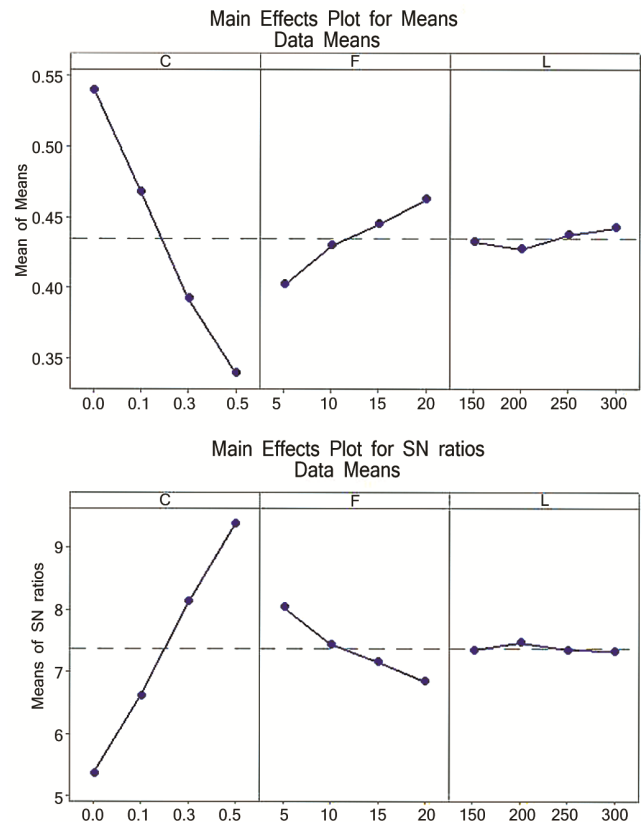 Main Effects Plot for Means
Data Means
C F L
Mean of Means
0.55
0.50
0.45
0.40
0.35
0.0 0.1 0.3 0.5 5 10 15 20 150 200 250 300
Main Effects Plot for SN ratios
Data Means
C F L
Means of SN ratios
9
8
7
6
5
0.0 0.1 0.3 0.5 5 10 15 20 150 200 250 300